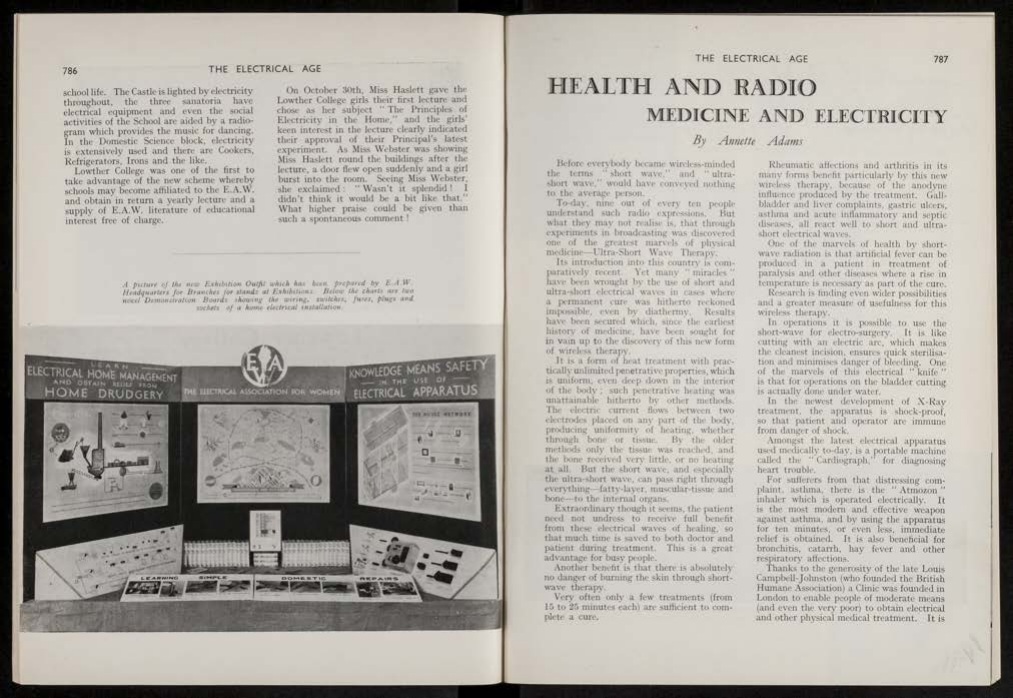 786
THE ELECTRICAL AGE
school life. The Castle is lighted by electricity
throughout, the three sanatoria have
electrical equipment and even the social
activities of the School are aided by a radio-
gram which provides the music for dancing.
In the Domestic Science block, electricity
is extensively used and there are Cookers,
Refrigerators, Irons and the like.
Lowther College was one of the first to
take advantage of the new scheme whereby
schools may become affiliated to the E.A.W.
and obtain in return a yearly lecture and a
supply of E.A.W. literature of educational
interest free of charge.
On October 30th, Miss Haslett gave the
Lowther College girls their first lecture and
chose as her subject "The Principles of
Electricity in the Home," and the girls'
keen interest in the lecture clearly indicated
their approval of their Principal's latest
experiment. As Miss Webster was showing
Miss Haslett round the buildings after the
lecture, a door flew open suddenly and a girl
burst into the room. Seeing Miss Webster,
she exclaimed: "Wasn't it splendid! I
didn't think it would be a bit like that."
What higher praise could be given than
such a spontaneous comment!
A picture of the new Exhibition Outfit which has been prepared by E.A.W.
Headquarters for Branches for stands at Exhibitions. Below the charts are two
novel Demonstration Boards showing the wiring, switches, fuses, plugs and
sockets of a home electrical installation.
LEARN
ELECTRICAL HOME MANAGEMENT
AND OBTAIN RELIEF FROM
HOME DRUDGERY
E A
THE ELECTRICAL ASSOCIATION FOR WOMEN
KNOWLEDGE MEANS SAFETY
IN THE USE OF
ELECTRICAL APPARATUS
LEARNING SIMPLE DOMESTIC REPAIRS
THE ELECTRICAL AGE
787
HEALTH AND RADIO
MEDICINE AND ELECTRICITY
By Annette Adams
Before everybody became wireless-minded
the terms "short wave," and "ultra-
short wave," would have conveyed nothing
to the average person.
To-day, nine out of every ten people
understand such radio expressions. But
what they may not realise is, that through
experiments in broadcasting was discovered
one of the greatest marvels of physical
medicine—Ultra-Short Wave Therapy.
Its introduction into this country is com-
paratively recent. Yet many "miracles"
have been wrought by the use of short and
ultra-short electrical waves in cases where
a permanent cure was hitherto reckoned
impossible, even by diathermy. Results
have been secured which, since the earliest
history of medicine, have been sought for
in vain up to the discovery of this new form
of wireless therapy.
It is a form of heat treatment with prac-
tically unlimited penetrative properties, which
is uniform, even deep down in the interior
of the body; such penetrative heating was
unattainable hitherto by other methods.
The electric current flows between two
electrodes placed on any part of the body,
producing uniformity of heating, whether
through bone or tissue. By the older
methods only the tissue was reached, and
the bone received very little, or no heating
at all. But the short wave, and especially
the ultra-short wave, can pass right through
everything—fatty-layer, muscular-tissue and
bone—to the internal organs.
Extraordinary though it seems, the patient
need not undress to receive full benefit
from these electrical waves of healing, so
that much time is saved to both doctor and
patient during treatment. This is a great
advantage for busy people.
Another benefit is that there is absolutely
no danger of burning the skin through short-
wave therapy.
Very often only a few treatments (from
15 to 25 minutes each) are sufficient to com-
plete a cure.
Rheumatic affections and arthritis in its
many forms benefit particularly by this new
wireless therapy, because of the anodyne
influence produced by the treatment. Gall-
bladder and liver complaints, gastric ulcers,
asthma and acute inflammatory and septic
diseases, all react well to short and ultra-
short electrical waves.
One of the marvels of health by short-
wave radiation is that artificial fever can be
produced in a patient in treatment of
paralysis and other diseases where a rise in
temperature is necessary as part of the cure.
Research is finding even wider possibilities
and a greater measure of usefulness for this
wireless therapy.
In operations it is possible to use the
short-wave for electro-surgery. It is like
cutting with an electric arc, which makes
the cleanest incision, ensures quick sterilisa-
tion and minimises danger of bleeding. One
of the marvels of this electrical "knife"
is that for operations on the bladder cutting
is actually done under water.
In the newest development of X-Ray
treatment, the apparatus is shock-proof,
so that patient and operator are immune
from danger of shock.
Amongst the latest electrical apparatus
used medically to-day, is a portable machine
called the "Cardiograph," for diagnosing
heart trouble.
For sufferers from that distressing com-
plaint, asthma, there is the "Atmozon"
inhaler which is operated electrically. It
is the most modern and effective weapon
against asthma, and by using the apparatus
for ten minutes, or even less, immediate
relief is obtained. It is also beneficial for
bronchitis, catarrh, hay fever and other
respiratory affections.
Thanks to the generosity of the late Louis
Campbell-Johnston (who founded the British
Humane Association) a Clinic was founded in
London to enable people of moderate means
(and even the very poor) to obtain electrical
and other physical medical treatment. It is